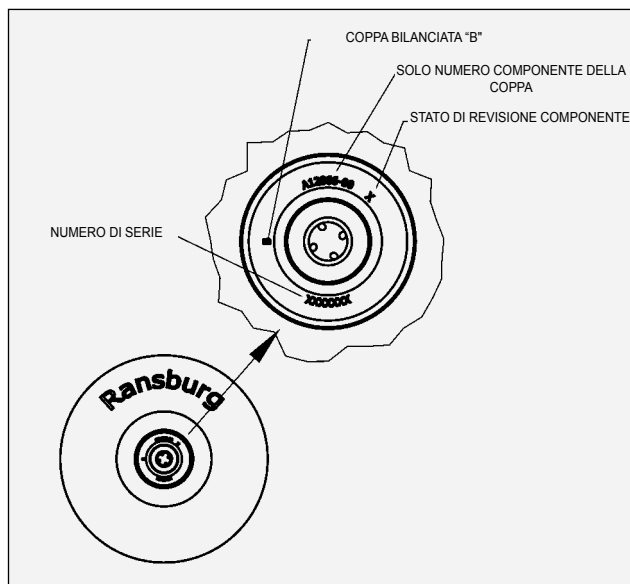 COPPA BILANCIATA “B"
SOLO NUMERO COMPONENTE DELLA
COPPA
STATO DI REVISIONE COMPONENTE
X
NUMERO DI SERIE
XXXXXXX
Ransburg